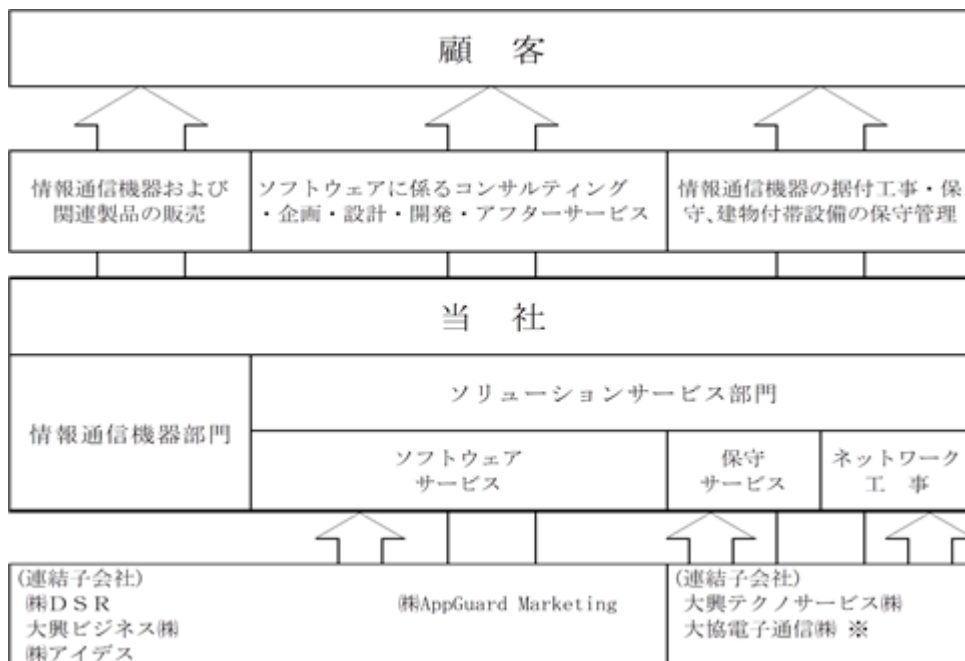 顧 客
情報通信機器および
関連製品の販売
ソフトウェアに係るコンサルティング
・企画・設計・開発・アフターサービス
情報通信機器の据付工事・保
守、建物付帯設備の保守管理
当 社
情報通信機器部門
ソリューションサービス部門
ソフトウェア
サービス
保守
サービス
ネットワーク
工 事
(連結子会社)
㈱DSR
大興ビジネス㈱
㈱アイデス
㈱AppGuard Marketing
(連結子会社)
大興テクノサービス㈱
大協電子通信㈱ ※